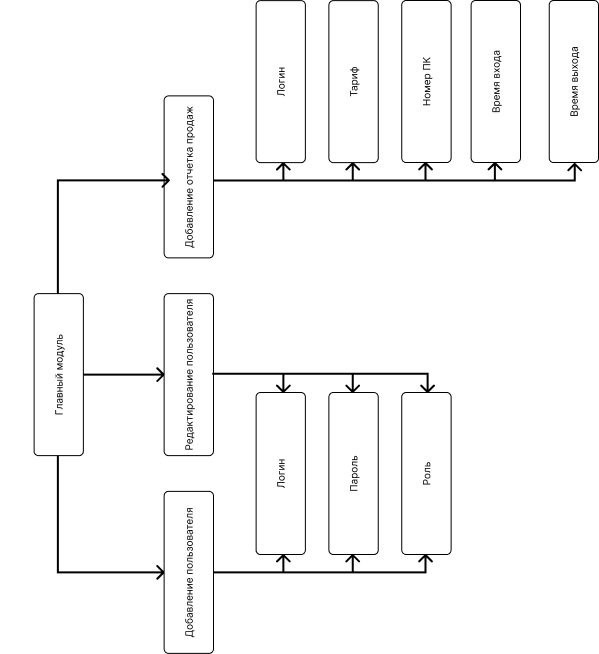 Главный модуль
Добавление пользователя
Редактирование пользователя
Добавление отчетка продаж
Логин
Пароль
Роль
Логин
Тариф
Номер ПК
Время входа
Время выхода